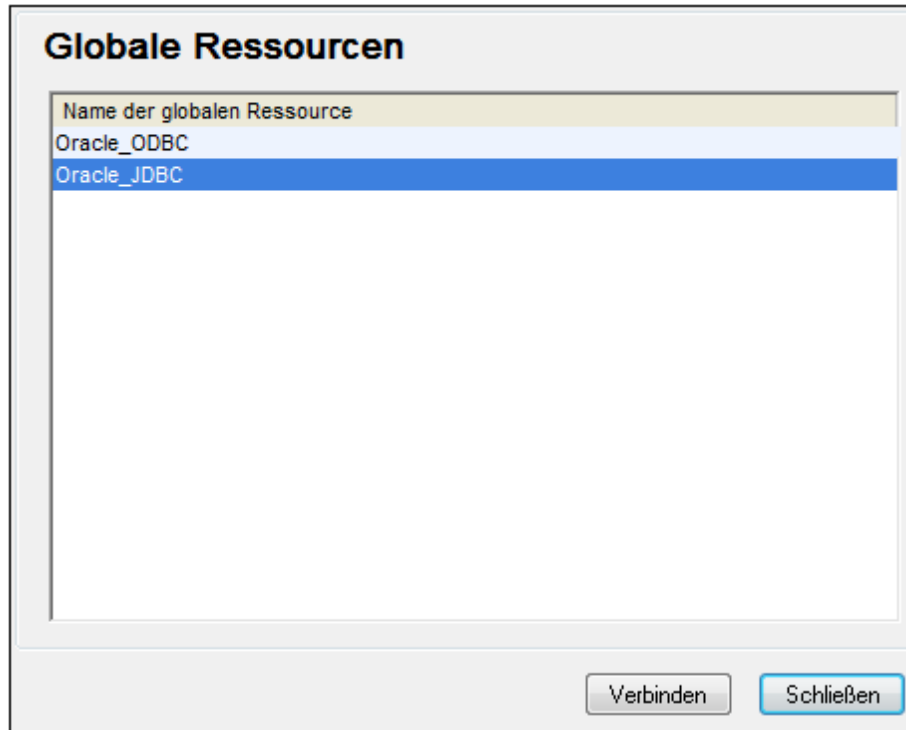 Globale Ressourcen
Name der globalen Ressource
Oracle_ODBC
Oracle_JDBC
Verbinden Schließen